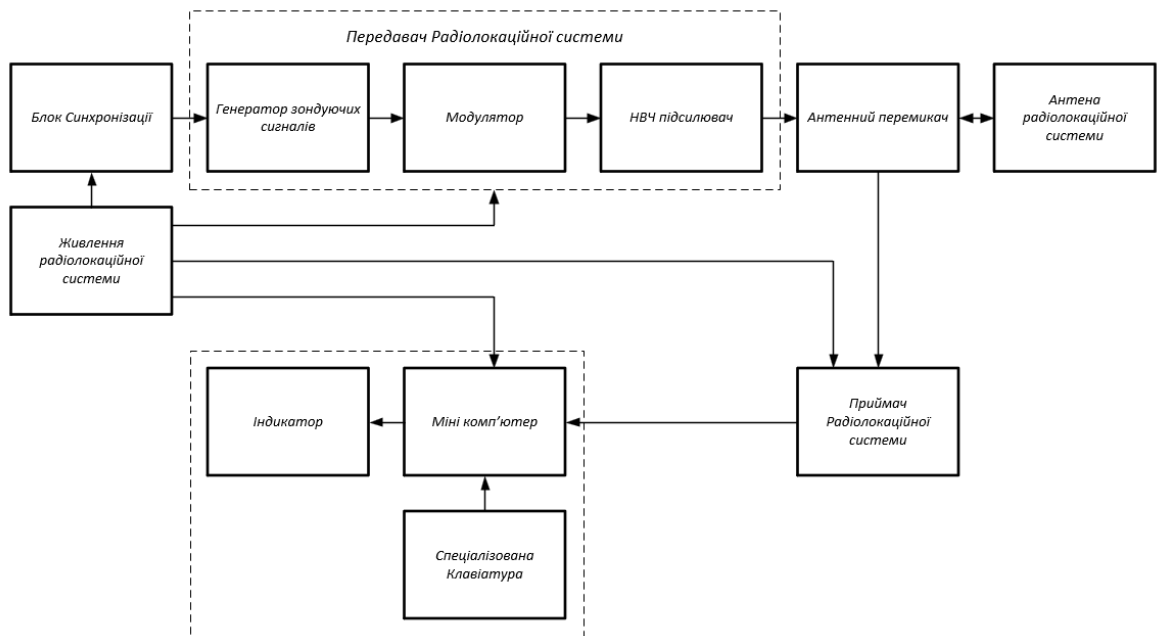 Передавач Радіолокаційної системи
Блок Синхронізації
Генератор зондуючих
сигналів
Модулятор
НВЧ підсилювач
Антенний перемикач
Антена
радіолокаційної
системи
Живлення
радіолокаційної
системи
Індикатор
Міні комп'ютер
Приймач
Радіолокаційної
системи
Спеціалізована
Клавіатура